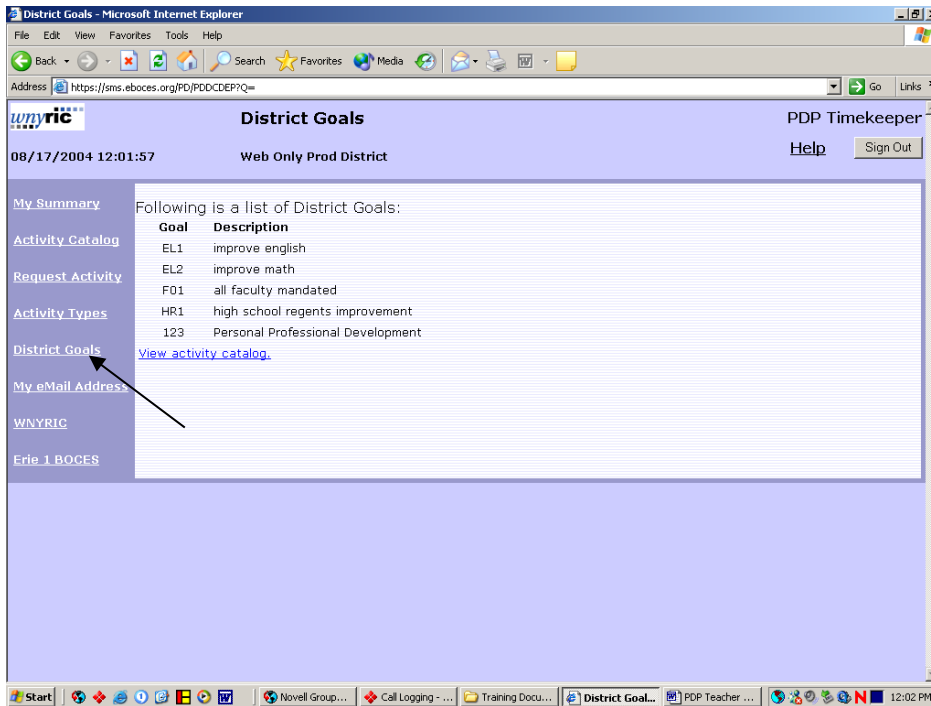 District Goals - Microsoft Internet Explorer
File Edit View Favorites Tools Help
Back Search Favorites Media
Address https://sms.eboces.org/PD/PDDCDEP?Q= Go Links
wnyric District Goals PDP Timekeeper
Help Sign Out
08/17/2004 12:01:57 Web Only Prod District
My Summary
Activity Catalog
Request Activity
Activity Types
District Goals
My eMail Address
WNYRIC
Erie 1 BOCES
Following is a list of District Goals:
Goal Description
EL1 improve english
EL2 improve math
F01 all faculty mandated
HR1 high school regents improvement
123 Personal Professional Development
View activity catalog.
Start Novell Group... Call Logging - ... Training Docu... District Goal... PDP Teacher ... 12:02 PM